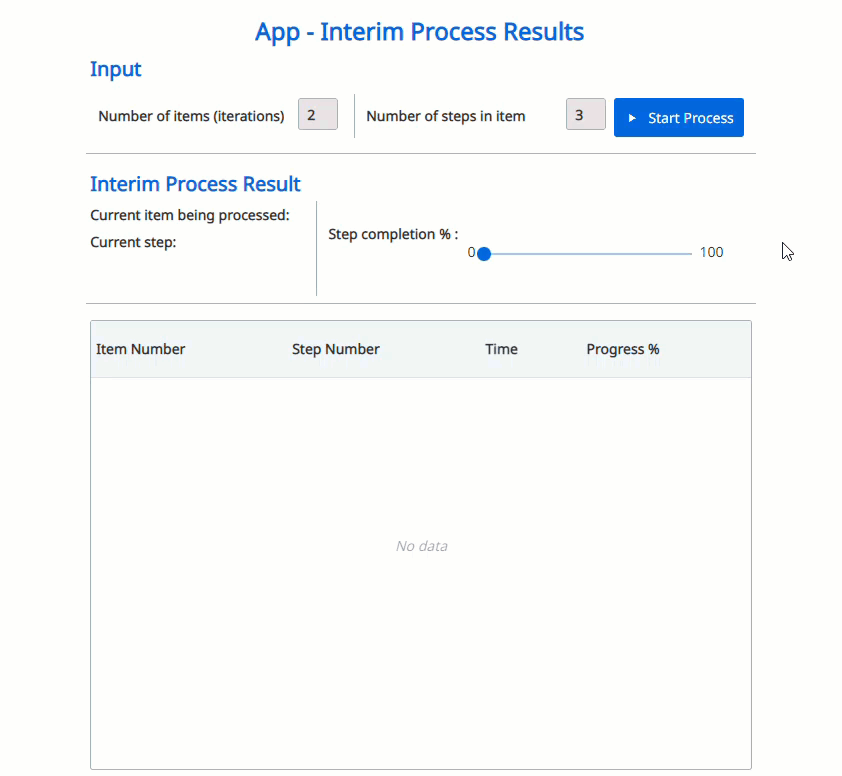 App - Interim Process Results
Input
Number of items (iterations) 2 Number of steps in item 3 Start Process
Interim Process Result
Current item being processed:
Step completion % :
Current step:
0 100
Item Number Step Number Time Progress %
No data